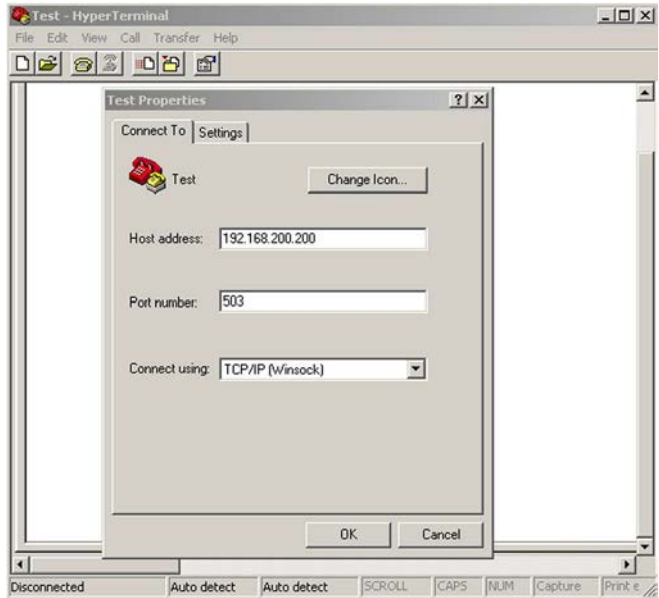 Test - HyperTerminal
File Edit View Call Transfer Help
Test Properties
Connect To Settings
Test Change Icon...
Host address: 192.168.200.200
Port number: 503
Connect using: TCP/IP (Winsock)
OK Cancel
Disconnected Auto detect Auto detect SCROLL CAPS NUM Capture Print e